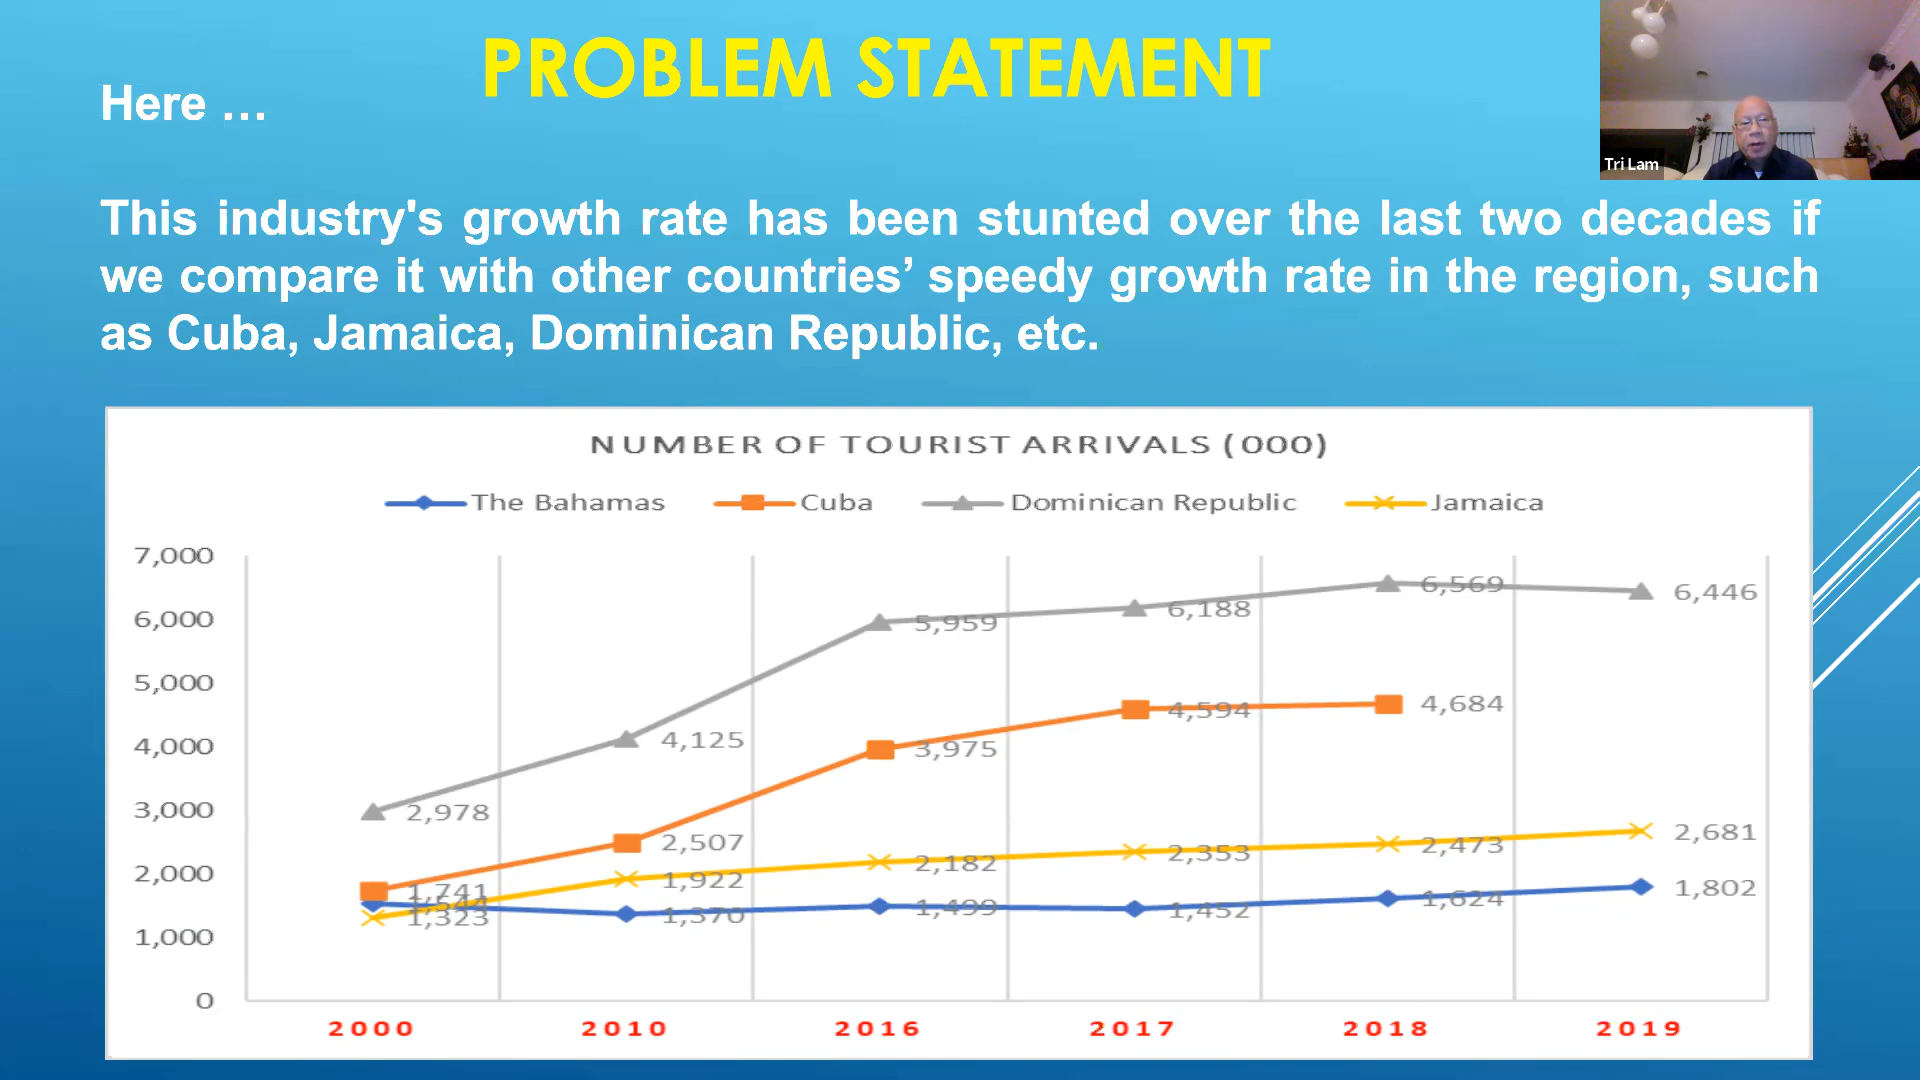 PROBLEM STATEMENT
Here …
Tri Lam
This industry's growth rate has been stunted over the last two decades if
we compare it with other countries’ speedy growth rate in the region, such
as Cuba, Jamaica, Dominican Republic, etc.
NUMBER OF TOURIST ARRIVALS (000)
The Bahamas Cuba Dominican Republic Jamaica
7,000
6,000
5,000
4,000
3,000
2,000
1,000
0
2,978 4,125 5,959 6,188 6,569 6,446
1,741 2,507 3,975 4,594 4,684
1,323 1,922 2,182 2,353 2,473 2,681
1,370 1,499 1,452 1,624 1,802
2000 2010 2016 2017 2018 2019